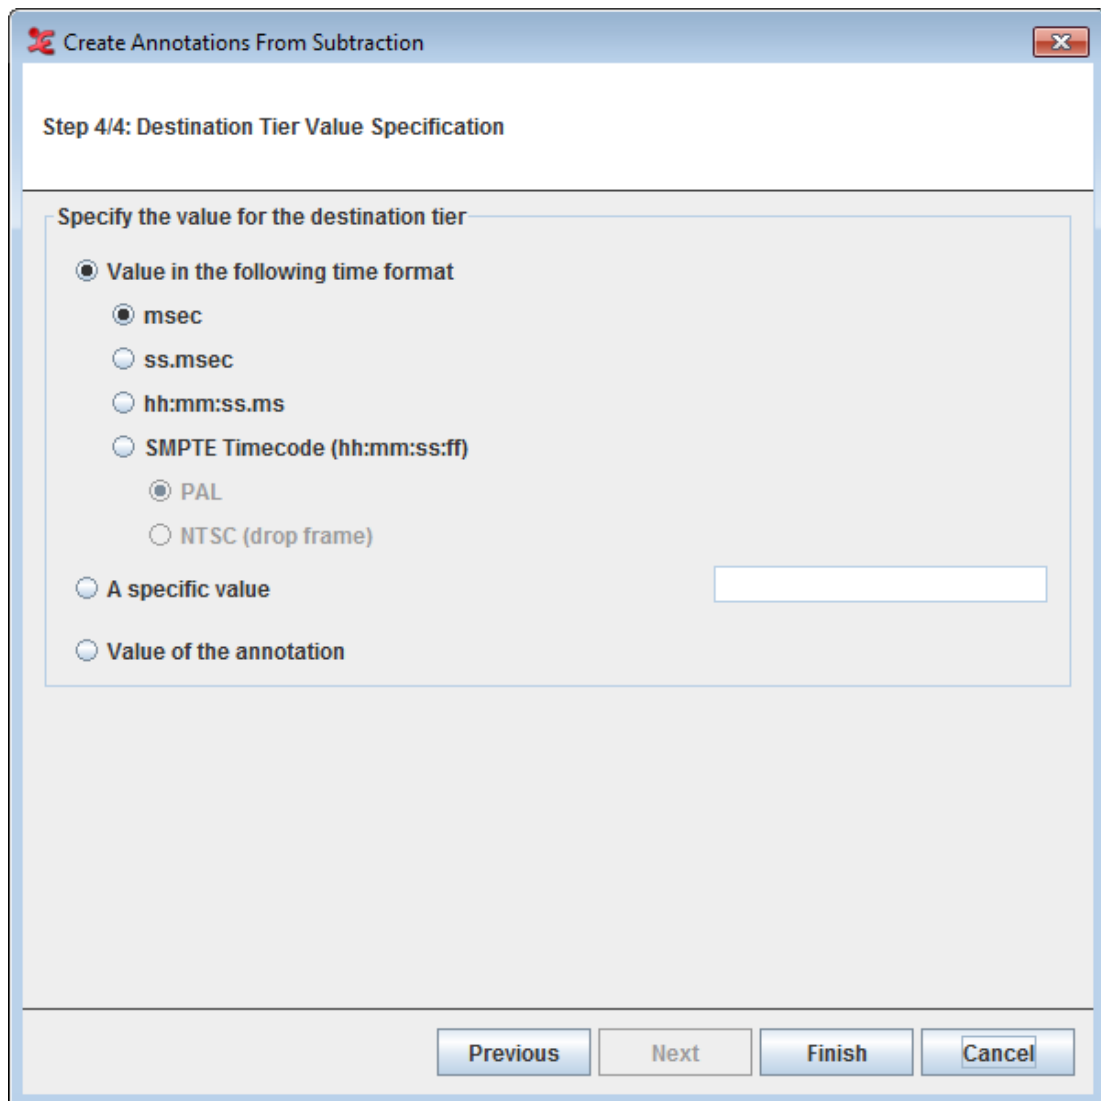 Create Annotations From Subtraction
Step 4/4: Destination Tier Value Specification
Specify the value for the destination tier
Value in the following time format
msec
ss.msec
hh:mm:ss.ms
SMPTE Timecode (hh:mm:ss:ff)
PAL
NTSC (drop frame)
A specific value
Value of the annotation
Previous Next Finish Cancel